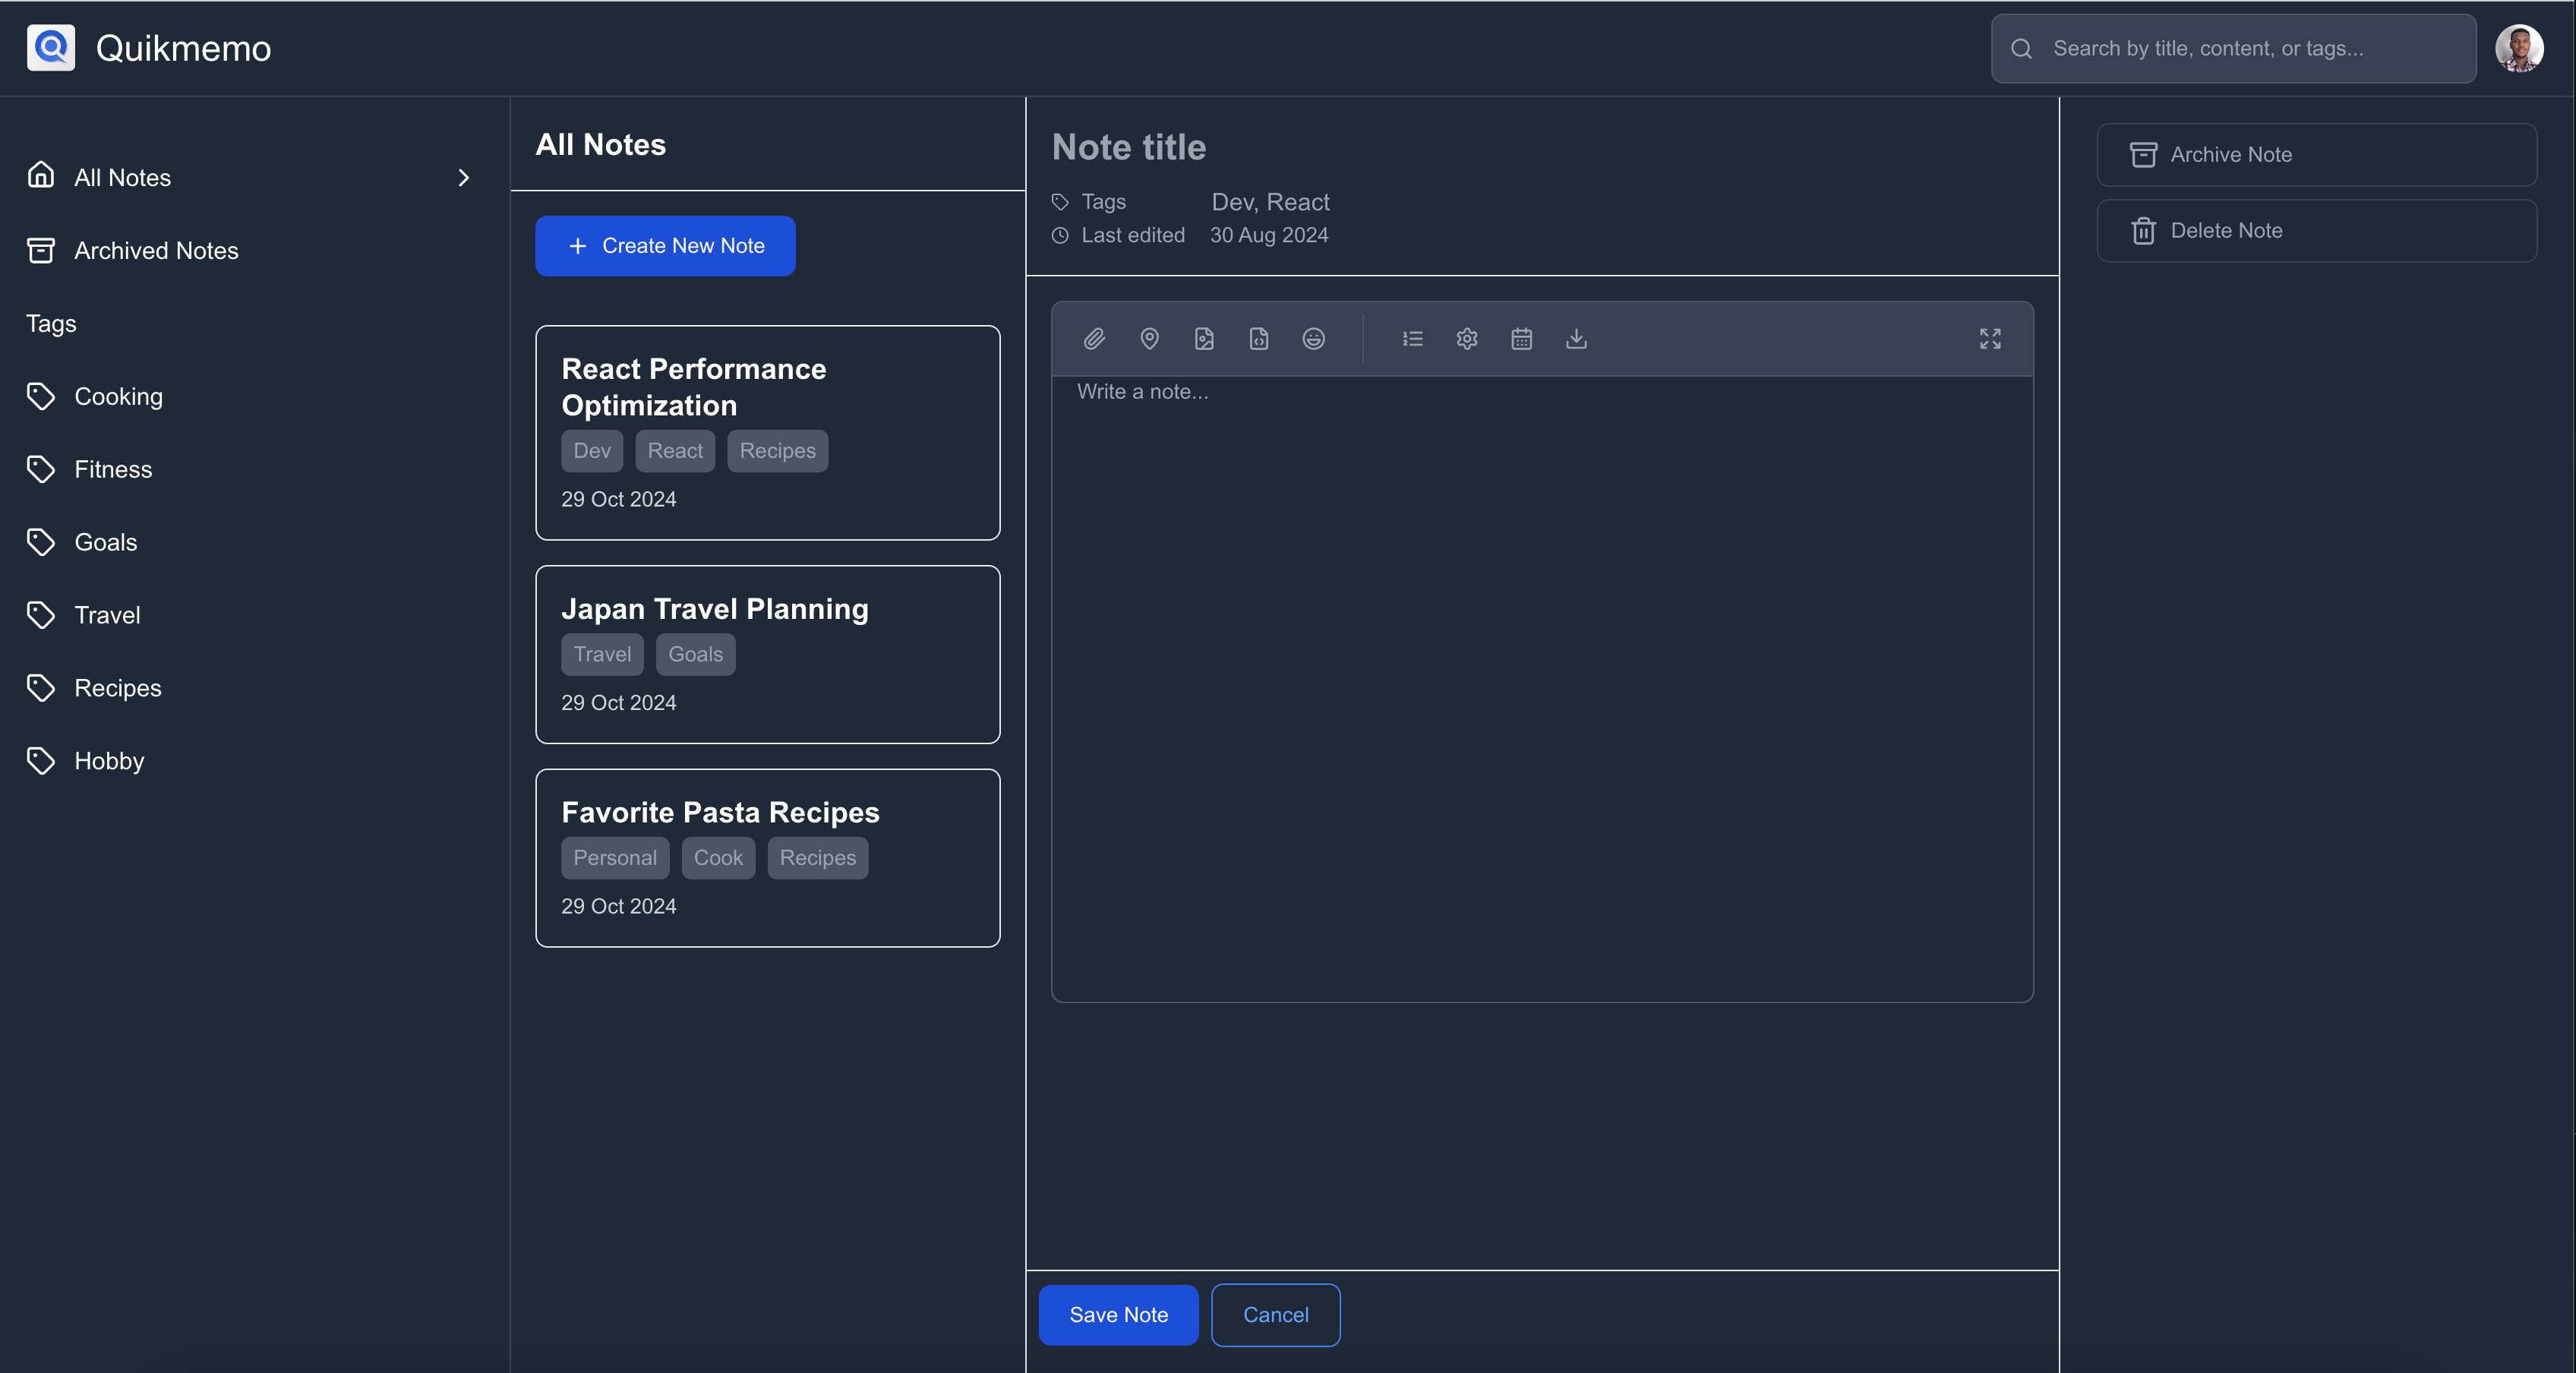 Quikmemo
Search by title, content, or tags...
All Notes
Archived Notes
Tags
Cooking
Fitness
Goals
Travel
Recipes
Hobby
All Notes
Create New Note
React Performance
Optimization
Dev React Recipes
29 Oct 2024
Japan Travel Planning
Travel Goals
29 Oct 2024
Favorite Pasta Recipes
Personal Cook Recipes
29 Oct 2024
Note title
Tags Dev, React
Last edited 30 Aug 2024
Write a note...
Save Note Cancel
Archive Note
Delete Note